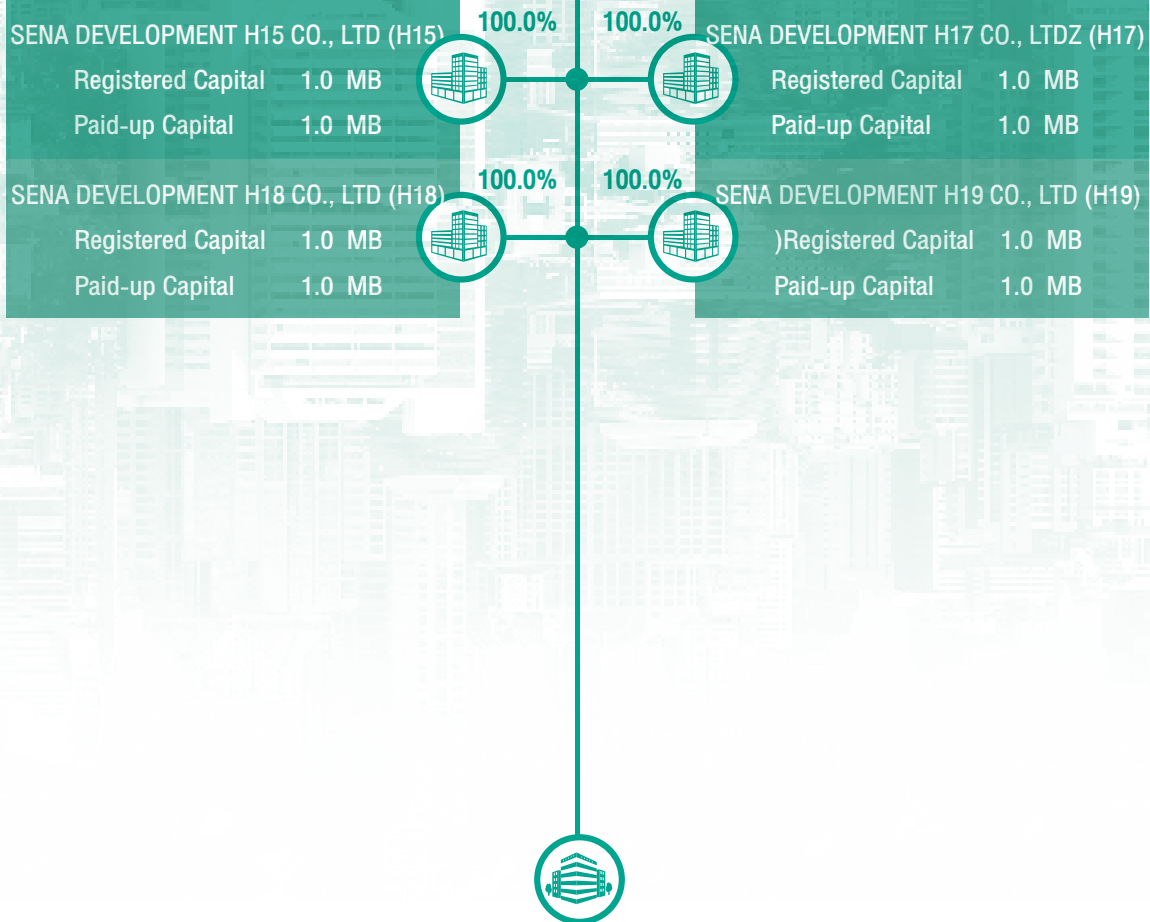 100.0% 100.0%
SENA DEVELOPMENT H15 CO., LTD (H15)
Registered Capital 1.0 MB
Paid-up Capital 1.0 MB
SENA DEVELOPMENT H17 CO., LTDZ (H17)
Registered Capital 1.0 MB
Paid-up Capital 1.0 MB
100.0% 100.0%
SENA DEVELOPMENT H18 CO., LTD (H18)
Registered Capital 1.0 MB
Paid-up Capital 1.0 MB
SENA DEVELOPMENT H19 CO., LTD (H19)
)Registered Capital 1.0 MB
Paid-up Capital 1.0 MB